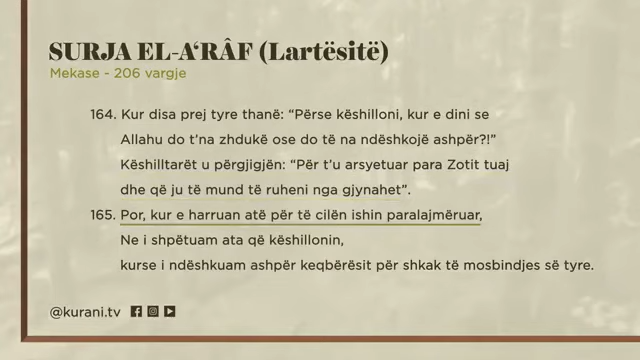 SURJA EL-A‘RÂF (Lartësitë)
Mekase - 206 vargje
164. Kur disa prej tyre thanë: “Përse këshilloni, kur e dini se
Allahu do t’na zhdukë ose do të na ndëshkojë ashpër?!”
Këshilltarët u përgjigjën: “Për t’u arsyetuar para Zotit tuaj
dhe që ju të mund të ruheni nga gjynahet”.
165. Por, kur e harruan atë për të cilën ishin paralajmëruar,
Ne i shpëtuam ata që këshillonin,
kurse i ndëshkuam ashpër keqbërësit për shkak të mosbindjes së tyre.
@kurani.tv